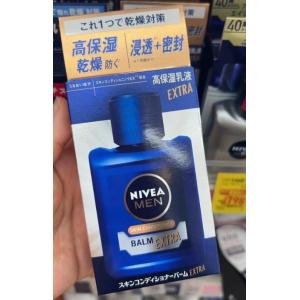 これ1つで乾燥対策
高保湿
乾燥防ぐ
浸透+密封
高保湿乳液
EXTRA
NIVEA
MEN
BALM EXTRA
スキンコンディショナーバーム EXTRA
40